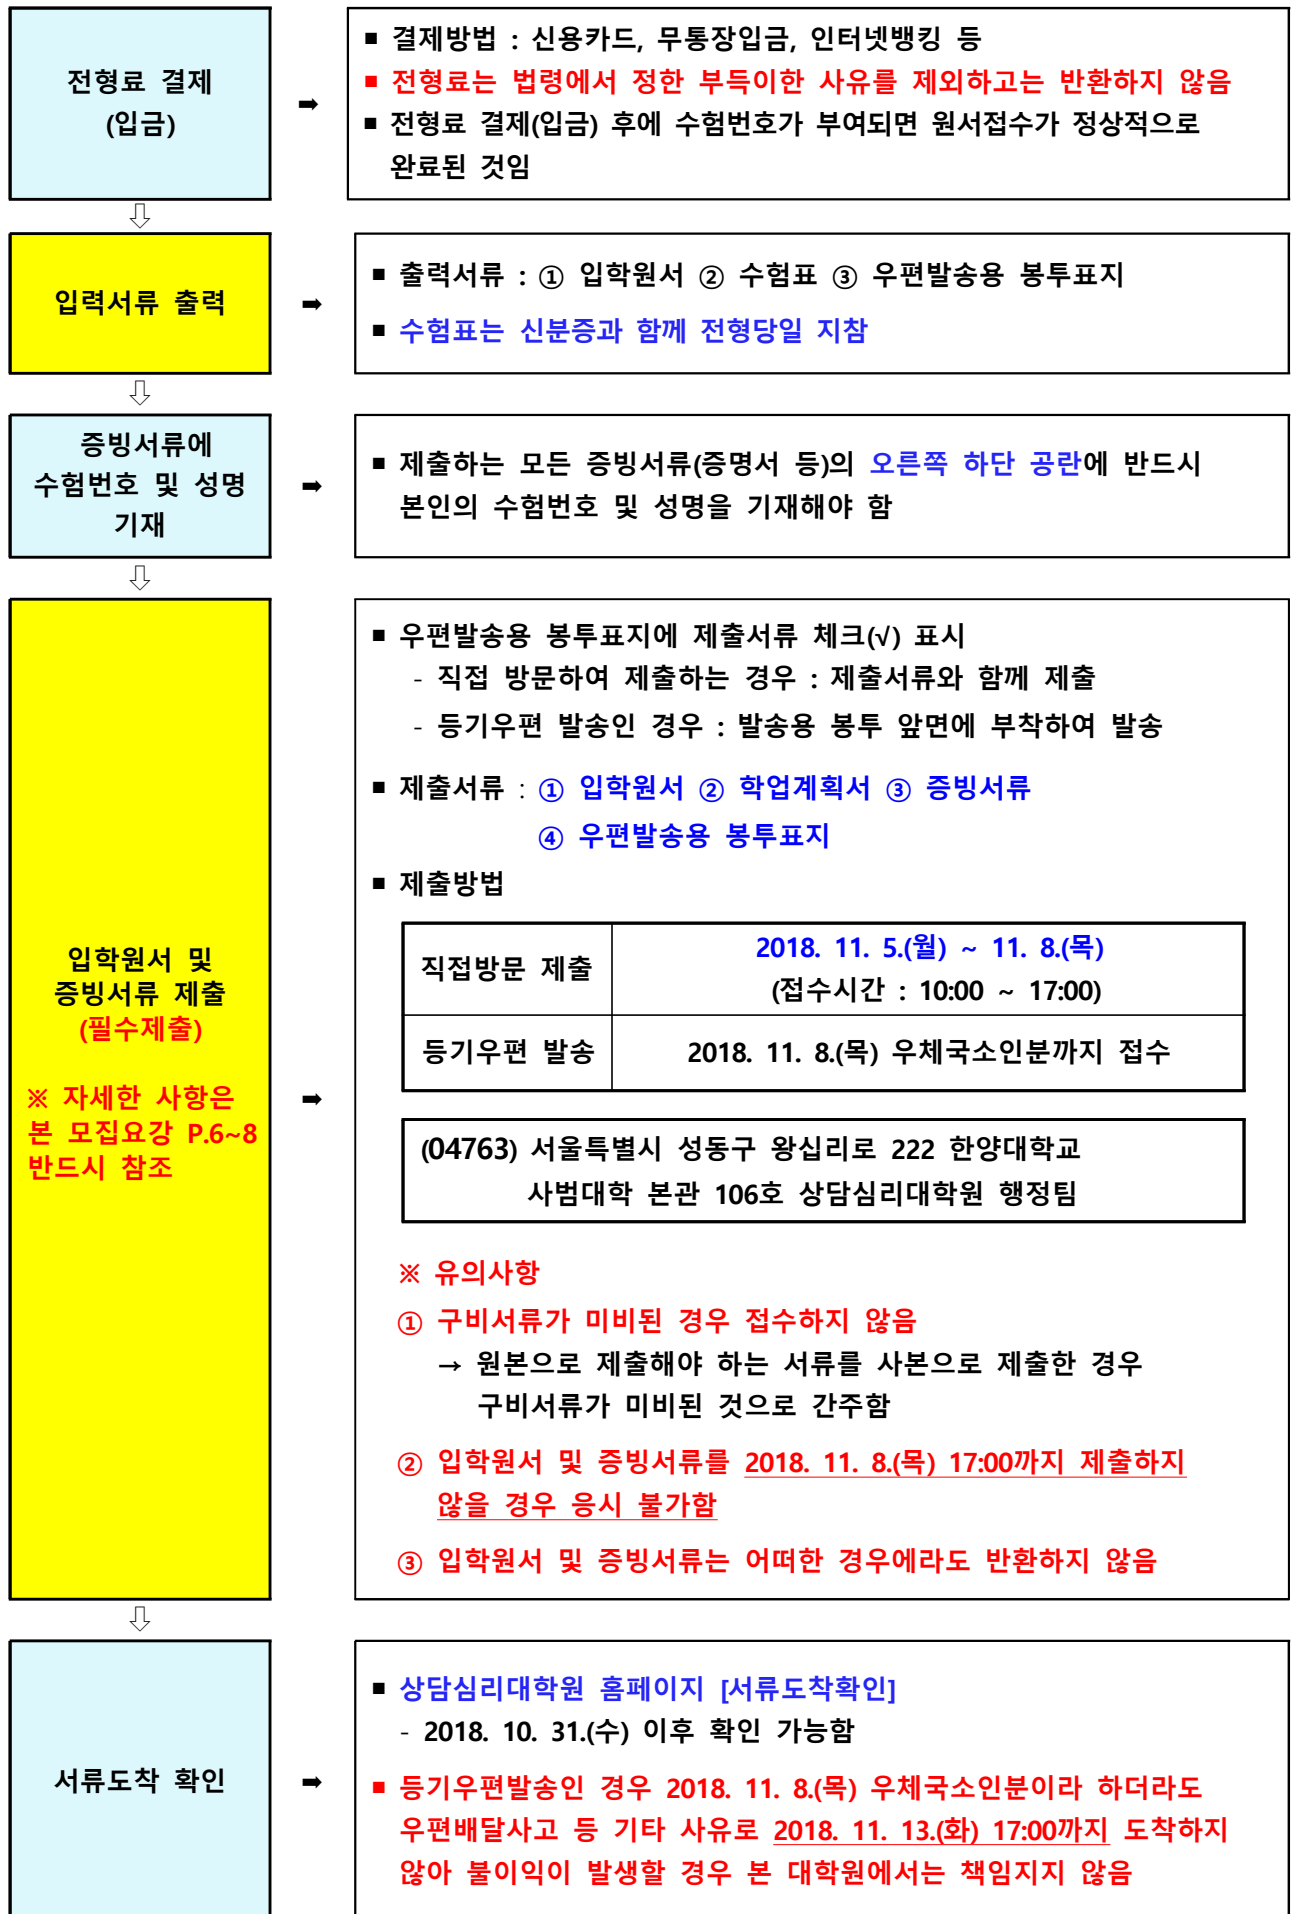 전형료 결제
(입금)
➡
■ 결제방법 : 신용카드, 무통장입금, 인터넷뱅킹 등
■ 전형료는 법령에서 정한 부득이한 사유를 제외하고는 반환하지 않음
■ 전형료 결제(입금) 후에 수험번호가 부여되면 원서접수가 정상적으로
완료된 것임
⇩
입력서류 출력
➡
■ 출력서류 : ① 입학원서 ② 수험표 ③ 우편발송용 봉투표지
■ 수험표는 신분증과 함께 전형당일 지참
⇩
증빙서류에
수험번호 및 성명
기재
➡
■ 제출하는 모든 증빙서류(증명서 등)의 오른쪽 하단 공란에 반드시
본인의 수험번호 및 성명을 기재해야 함
⇩
입학원서 및
증빙서류 제출
(필수제출)
※ 자세한 사항은
본 모집요강 P.6~8
반드시 참조
➡
■ 우편발송용 봉투표지에 제출서류 체크(√) 표시
- 직접 방문하여 제출하는 경우 : 제출서류와 함께 제출
- 등기우편 발송인 경우 : 발송용 봉투 앞면에 부착하여 발송
■ 제출서류 : ① 입학원서 ② 학업계획서 ③ 증빙서류
④ 우편발송용 봉투표지
■ 제출방법
직접방문 제출
2018. 11. 5.(월) ~ 11. 8.(목)
(접수시간 : 10:00 ~ 17:00)
등기우편 발송
2018. 11. 8.(목) 우체국소인분까지 접수
(04763) 서울특별시 성동구 왕십리로 222 한양대학교
사범대학 본관 106호 상담심리대학원 행정팀
※ 유의사항
① 구비서류가 미비된 경우 접수하지 않음
→ 원본으로 제출해야 하는 서류를 사본으로 제출한 경우
구비서류가 미비된 것으로 간주함
② 입학원서 및 증빙서류를 2018. 11. 8.(목) 17:00까지 제출하지
않을 경우 응시 불가함
③ 입학원서 및 증빙서류는 어떠한 경우에라도 반환하지 않음
⇩
서류도착 확인
➡
■ 상담심리대학원 홈페이지 [서류도착확인]
- 2018. 10. 31.(수) 이후 확인 가능함
■ 등기우편발송인 경우 2018. 11. 8.(목) 우체국소인분이라 하더라도
우편배달사고 등 기타 사유로 2018. 11. 13.(화) 17:00까지 도착하지
않아 불이익이 발생할 경우 본 대학원에서는 책임지지 않음